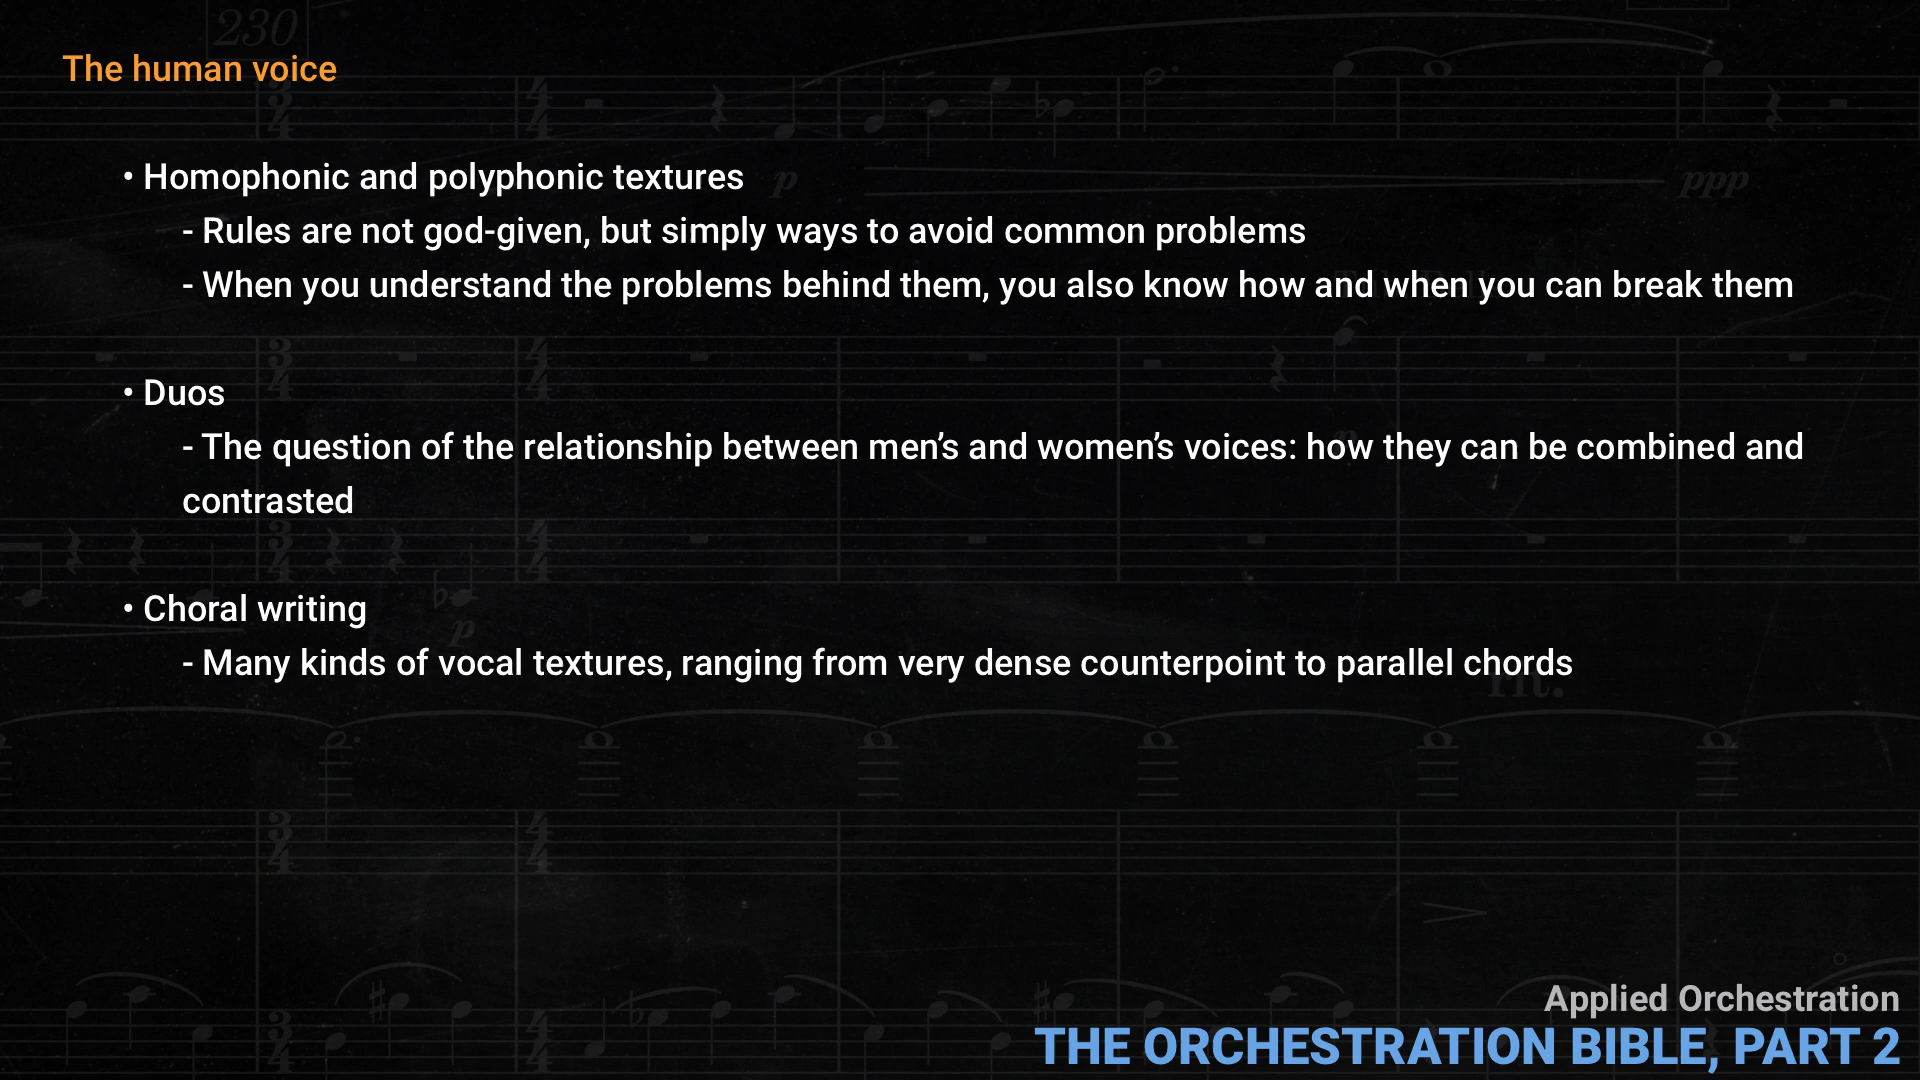 230
The human voice
• Homophonic and polyphonic textures
- Rules are not god-given, but simply ways to avoid common problems
- When you understand the problems behind them, you also know how and when you can break them
• Duos
- The question of the relationship between men’s and women’s voices: how they can be combined and
contrasted
• Choral writing
- Many kinds of vocal textures, ranging from very dense counterpoint to parallel chords
p
ppp
p
rit.
Applied Orchestration
THE ORCHESTRATION BIBLE, PART 2